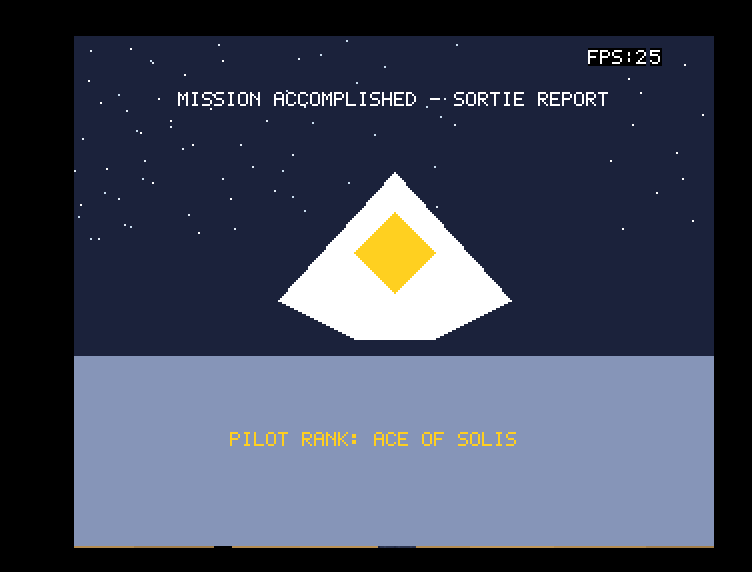 FPS:25
MISSION ACCOMPLISHED - SORTIE REPORT
PILOT RANK: ACE OF SOLIS